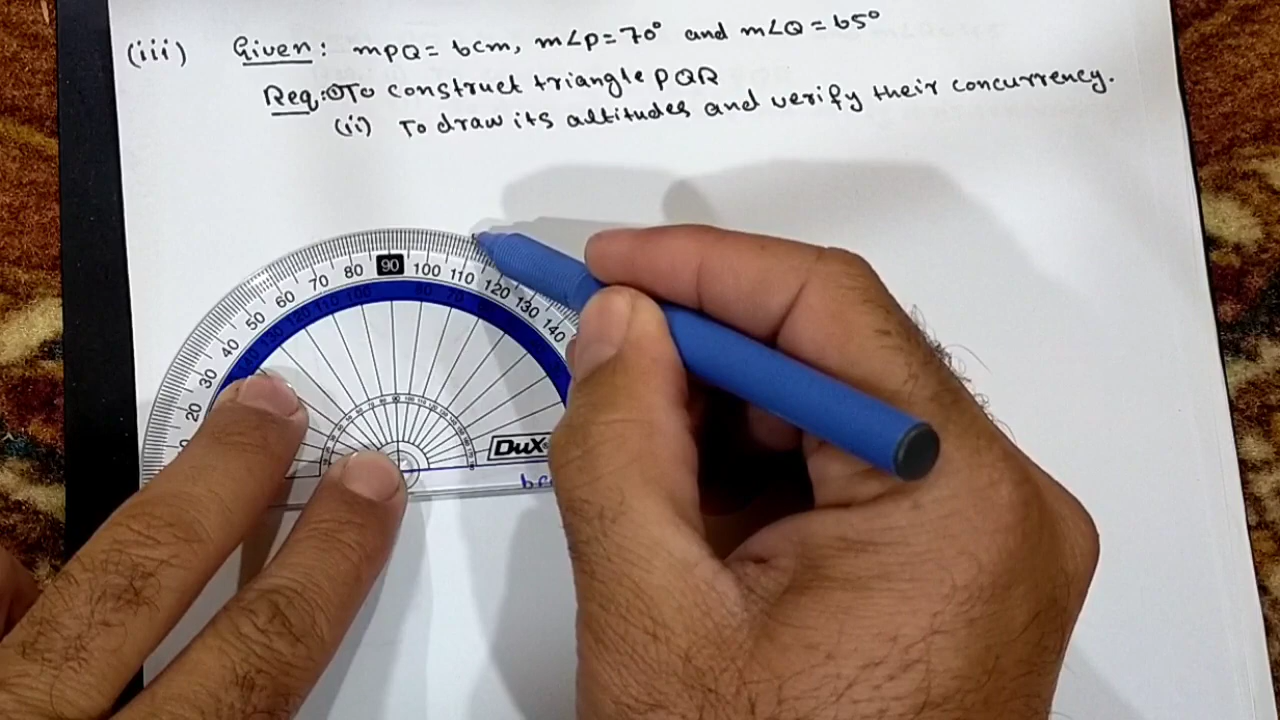 (iii) Given: mPQ = 6cm, m∠P=70° and m∠Q = 65°
Req:(i) To construct triangle PQR
(ii) To draw its altitudes and verify their concurrency.
20 30 40 50 60 70 80 90 100 110 120 130 140
DUX